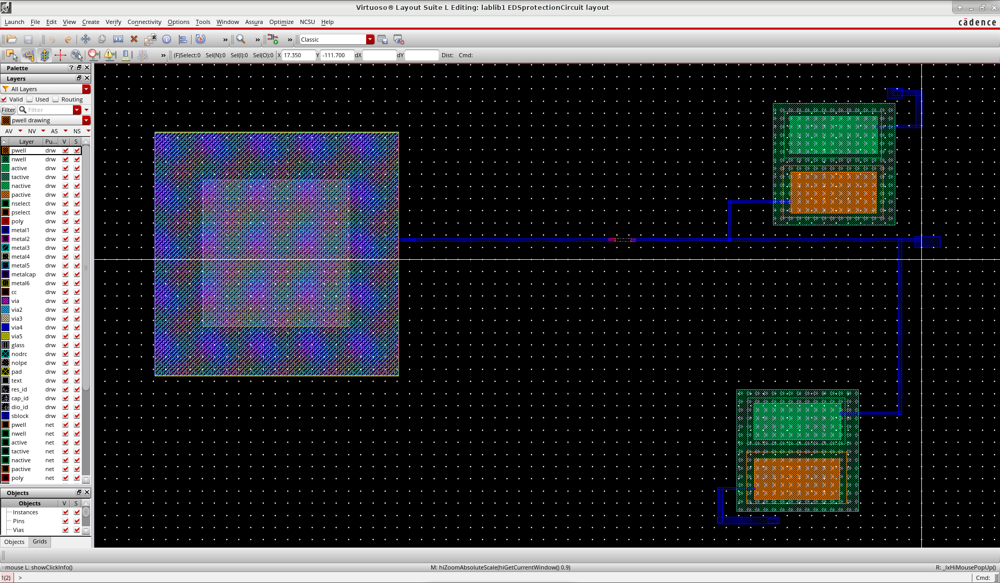 Virtuoso® Layout Suite L Editing: lablib1 EDSprotectionCircuit layout
Launch File Edit View Create Verify Connectivity Options Tools Window Assura Optimize NCSU Help cādence
» » » Classic
» (F)Select:0 Sel(N):0 Sel(I):0 Sel(O):0 X 17.350 Y -111.700 dX dY Dist: Cmd:
Palette ?
Layers
All Layers
Valid Used Routing
Filter Filter
pwell drawing
AV NV AS NS
Layer Pu... V S
pwell drw
nwell drw
active drw
tactive drw
nactive drw
pactive drw
nselect drw
pselect drw
poly drw
metal1 drw
metal2 drw
metal3 drw
metal4 drw
metal5 drw
metalcap drw
metal6 drw
cc drw
via drw
via2 drw
via3 drw
via4 drw
via5 drw
glass drw
nodrc drw
nolpe drw
pad drw
text drw
res_id drw
cap_id drw
dio_id drw
sblock drw
pwell net
nwell net
active net
tactive net
nactive net
pactive net
poly net
Objects
Objects V S
Instances
Pins
Vias
Objects Grids
mouse L: showClickInfo() M: hiZoomAbsoluteScale(hiGetCurrentWindow() 0.9) R: _lxHiMousePopUp()
1(2) > Cmd: